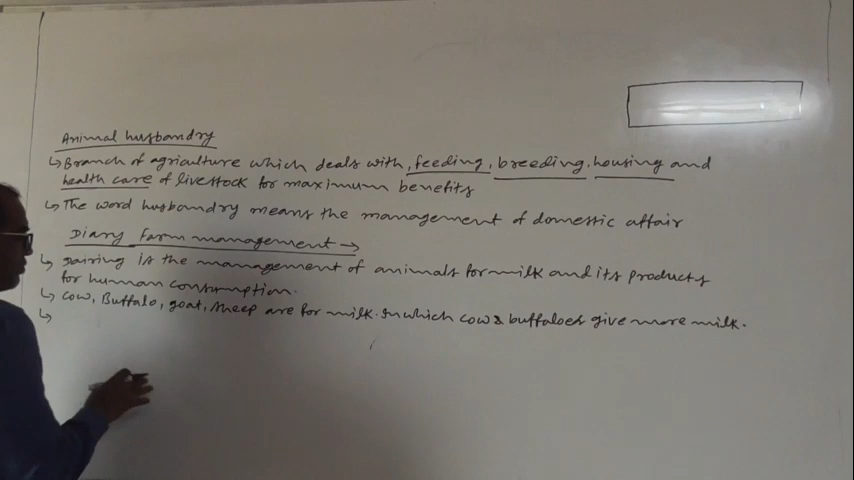 Animal husbandry
↳ Branch of agriculture which deals with, feeding, breeding, housing and
health care of livestock for maximum benefits
↳ The word husbandry means the management of domestic affair
Diary Farm management →
↳ Dairing is the management of animals for milk and its products
for human consumption.
↳ Cow, Buffalo, goat, sheep are for milk. In which cow & buffaloes give more milk.
↳